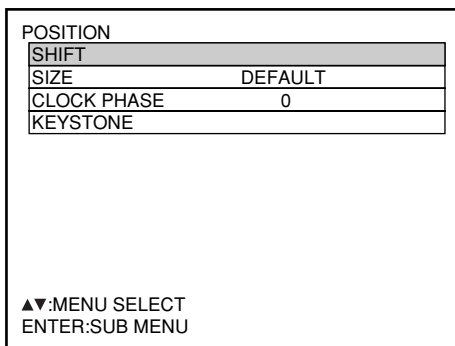 POSITION
SHIFT
SIZE DEFAULT
CLOCK PHASE 0
KEYSTONE
▲▼:MENU SELECT
ENTER:SUB MENU